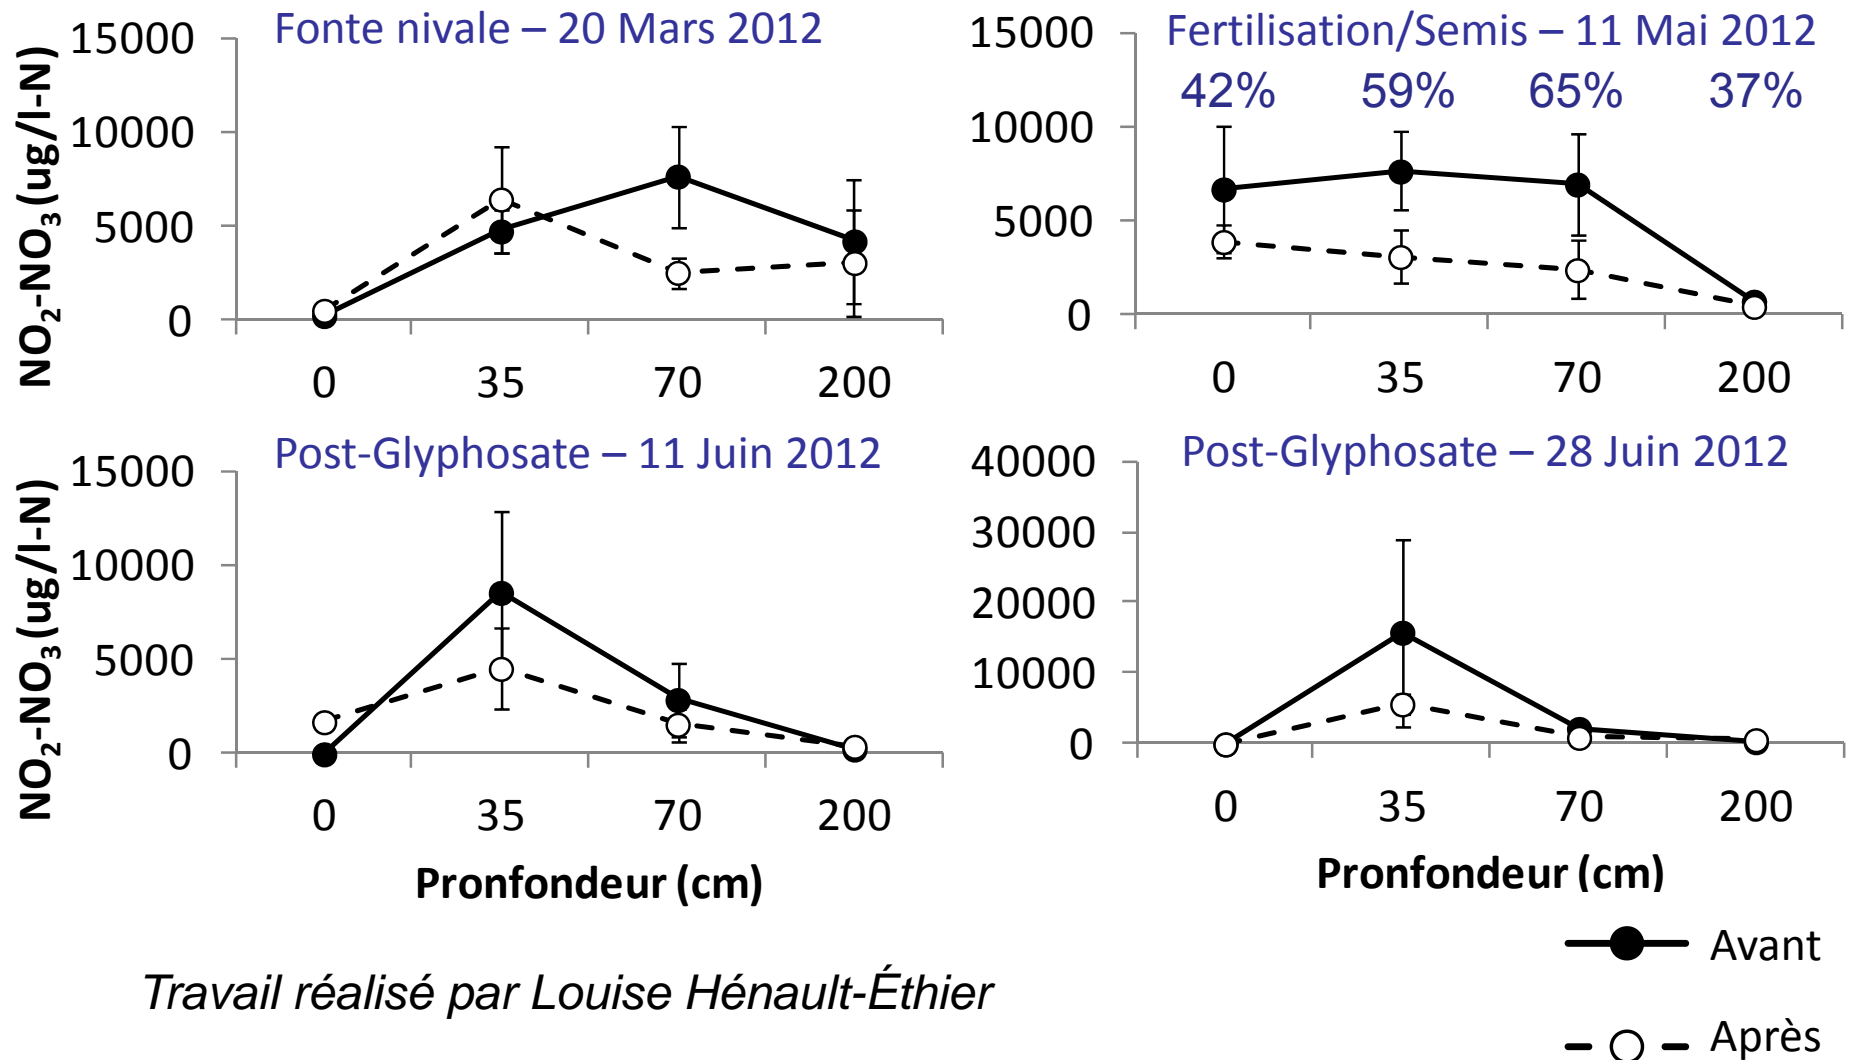 Fonte nivale – 20 Mars 2012
NO₂-NO₃ (ug/l-N)
15000
10000
5000
0
0 35 70 200
Fertilisation/Semis – 11 Mai 2012
42% 59% 65% 37%
15000
10000
5000
0
0 35 70 200
Post-Glyphosate – 11 Juin 2012
NO₂-NO₃ (ug/l-N)
15000
10000
5000
0
0 35 70 200
Pronfondeur (cm)
Post-Glyphosate – 28 Juin 2012
40000
30000
20000
10000
0
0 35 70 200
Pronfondeur (cm)
Avant
Après
Travail réalisé par Louise Hénault-Éthier